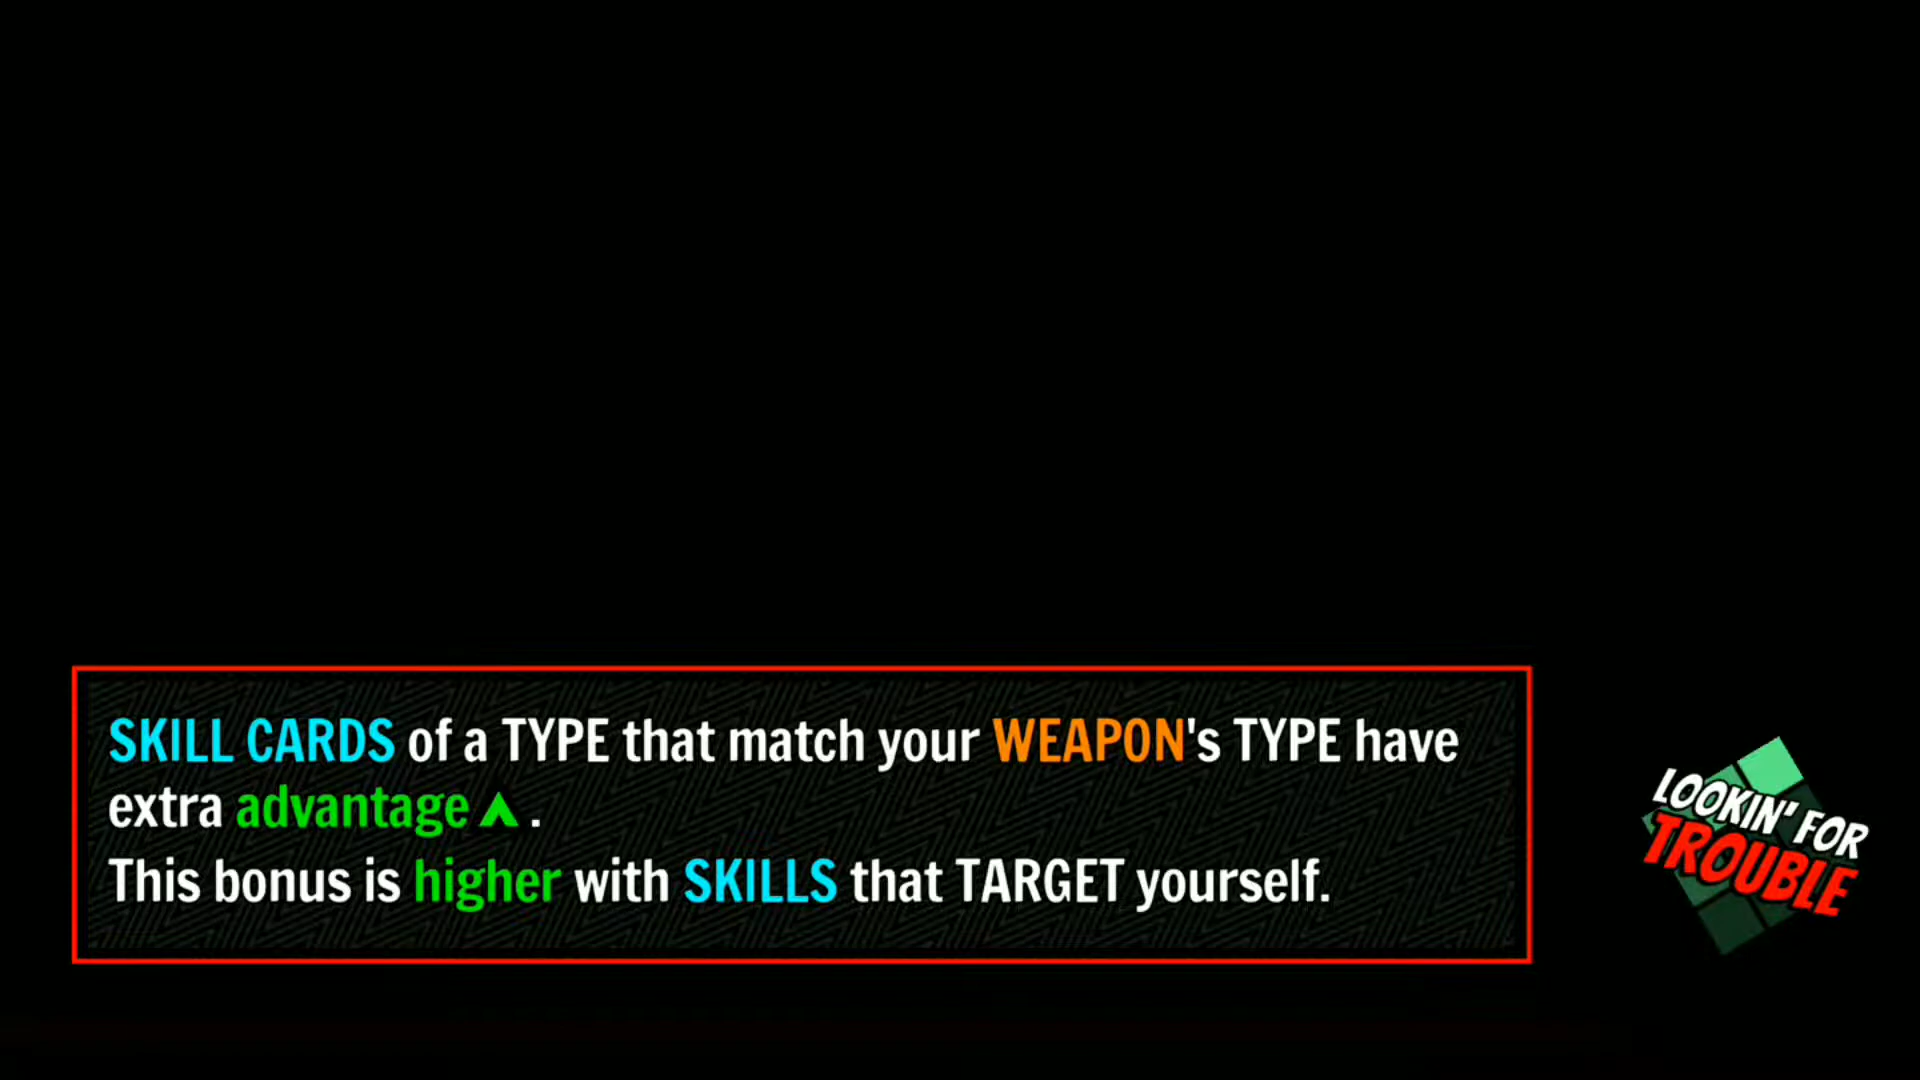 SKILL CARDS of a TYPE that match your WEAPON's TYPE have
extra advantage .
This bonus is higher with SKILLS that TARGET yourself.
LOOKIN' FOR
TROUBLE